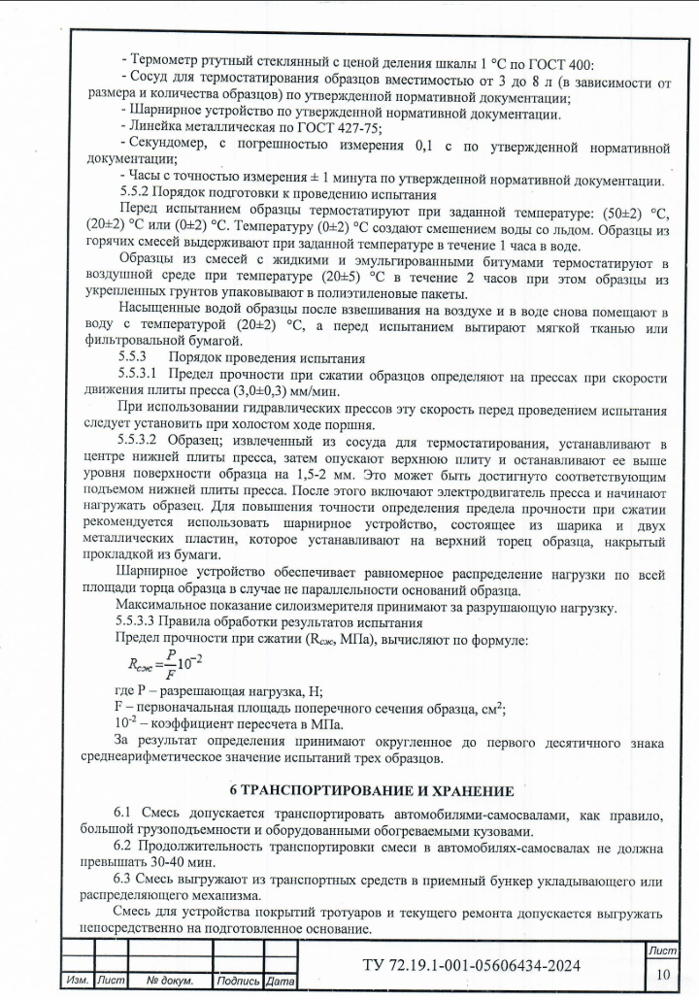 - Термометр ртутный стеклянный с ценой деления шкалы 1 °С по ГОСТ 400:
- Сосуд для термостатирования образцов вместимостью от 3 до 8 л (в зависимости от
размера и количества образцов) по утвержденной нормативной документации;
- Шарнирное устройство по утвержденной нормативной документации.
- Линейка металлическая по ГОСТ 427-75;
- Секундомер, с погрешностью измерения 0,1 с по утвержденной нормативной
документации;
- Часы с точностью измерения ± 1 минута по утвержденной нормативной документации.
5.5.2 Порядок подготовки к проведению испытания
Перед испытанием образцы термостатируют при заданной температуре: (50±2) °С,
(20±2) °С или (0±2) °С. Температуру (0±2) °С создают смешением воды со льдом. Образцы из
горячих смесей выдерживают при заданной температуре в течение 1 часа в воде.
Образцы из смесей с жидкими и эмульгированными битумами термостатируют в
воздушной среде при температуре (20±5) °С в течение 2 часов при этом образцы из
укрепленных грунтов упаковывают в полиэтиленовые пакеты.
Насыщенные водой образцы после взвешивания на воздухе и в воде снова помещают в
воду с температурой (20±2) °С, а перед испытанием вытирают мягкой тканью или
фильтровальной бумагой.
5.5.3 Порядок проведения испытания
5.5.3.1 Предел прочности при сжатии образцов определяют на прессах при скорости
движения плиты пресса (3,0±0,3) мм/мин.
При использовании гидравлических прессов эту скорость перед проведением испытания
следует установить при холостом ходе поршня.
5.5.3.2 Образец; извлеченный из сосуда для термостатирования, устанавливают в
центре нижней плиты пресса, затем опускают верхнюю плиту и останавливают ее выше
уровня поверхности образца на 1,5-2 мм. Это может быть достигнуто соответствующим
подъемом нижней плиты пресса. После этого включают электродвигатель пресса и начинают
нагружать образец. Для повышения точности определения предела прочности при сжатии
рекомендуется использовать шарнирное устройство, состоящее из шарика и двух
металлических пластин, которое устанавливают на верхний торец образца, накрытый
прокладкой из бумаги.
Шарнирное устройство обеспечивает равномерное распределение нагрузки по всей
площади торца образца в случае не параллельности оснований образца.
Максимальное показание силоизмерителя принимают за разрушающую нагрузку.
5.5.3.3 Правила обработки результатов испытания
Предел прочности при сжатии (Rсж, МПа), вычисляют по формуле:
Rсж = P/F 10⁻²
где Р – разрешающая нагрузка, Н;
F – первоначальная площадь поперечного сечения образца, см²;
10⁻² – коэффициент пересчета в МПа.
За результат определения принимают округленное до первого десятичного знака
среднеарифметическое значение испытаний трех образцов.
6 ТРАНСПОРТИРОВАНИЕ И ХРАНЕНИЕ
6.1 Смесь допускается транспортировать автомобилями-самосвалами, как правило,
большой грузоподъемности и оборудованными обогреваемыми кузовами.
6.2 Продолжительность транспортировки смеси в автомобилях-самосвалах не должна
превышать 30-40 мин.
6.3 Смесь выгружают из транспортных средств в приемный бункер укладывающего или
распределяющего механизма.
Смесь для устройства покрытий тротуаров и текущего ремонта допускается выгружать
непосредственно на подготовленное основание.
Изм. Лист № докум. Подпись Дата
ТУ 72.19.1-001-05606434-2024
Лист
10